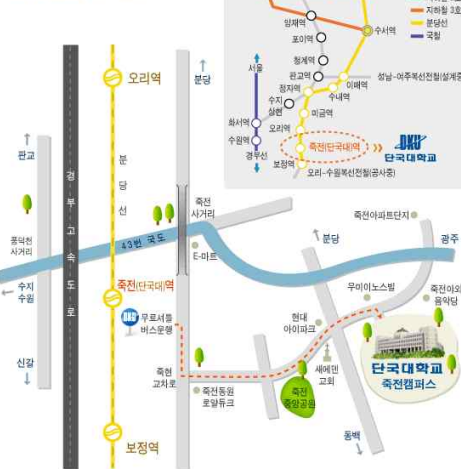 지하철 3호
분당선
국철
양재역
포이역
수서역
청계역
서울
판교역
성남-여주복선전철(설계중)
이매역
정자역
수내역
수지
상현
미금역
화서역
오리역
수원역
죽전(단국대)역
DKU
단국대학교
경부선
보정역
오리-수원복선전철(공사중)
오리역
분당
판교
분당선
경부고속도로
죽전
사거리
죽전아파트단지
풍덕천
사거리
43번 국도
E-마트
분당
광주
수지
수원
죽전(단국대)역
무이이노스빌
죽전야외
음악당
DKU
무료셔틀
버스운행
현대
아이파크
새에덴
교회
신갈
죽현
교차로
죽전동원
로얄듀크
죽전
중앙공원
단국대학교
죽전캠퍼스
동백
보정역